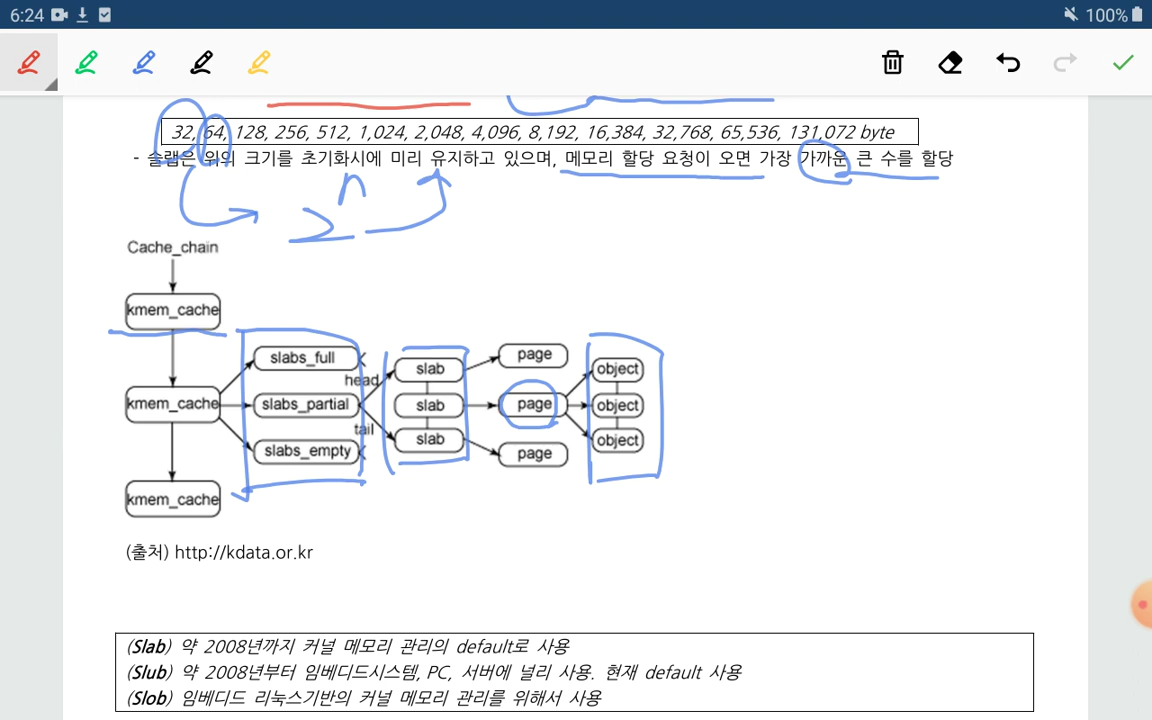 6:24 100%
32, 64, 128, 256, 512, 1,024, 2,048, 4,096, 8,192, 16,384, 32,768, 65,536, 131,072 byte
- 슬랩은 위의 크기를 초기화시에 미리 유지하고 있으며, 메모리 할당 요청이 오면 가장 가까운 큰 수를 할당
2 n
Cache_chain
kmem_cache
slabs_full slab page object
head
kmem_cache slabs_partial slab page object
tail
slabs_empty slab page object
kmem_cache
(출처) http://kdata.or.kr
(Slab) 약 2008년까지 커널 메모리 관리의 default로 사용
(Slub) 약 2008년부터 임베디드시스템, PC, 서버에 널리 사용. 현재 default 사용
(Slob) 임베디드 리눅스기반의 커널 메모리 관리를 위해서 사용